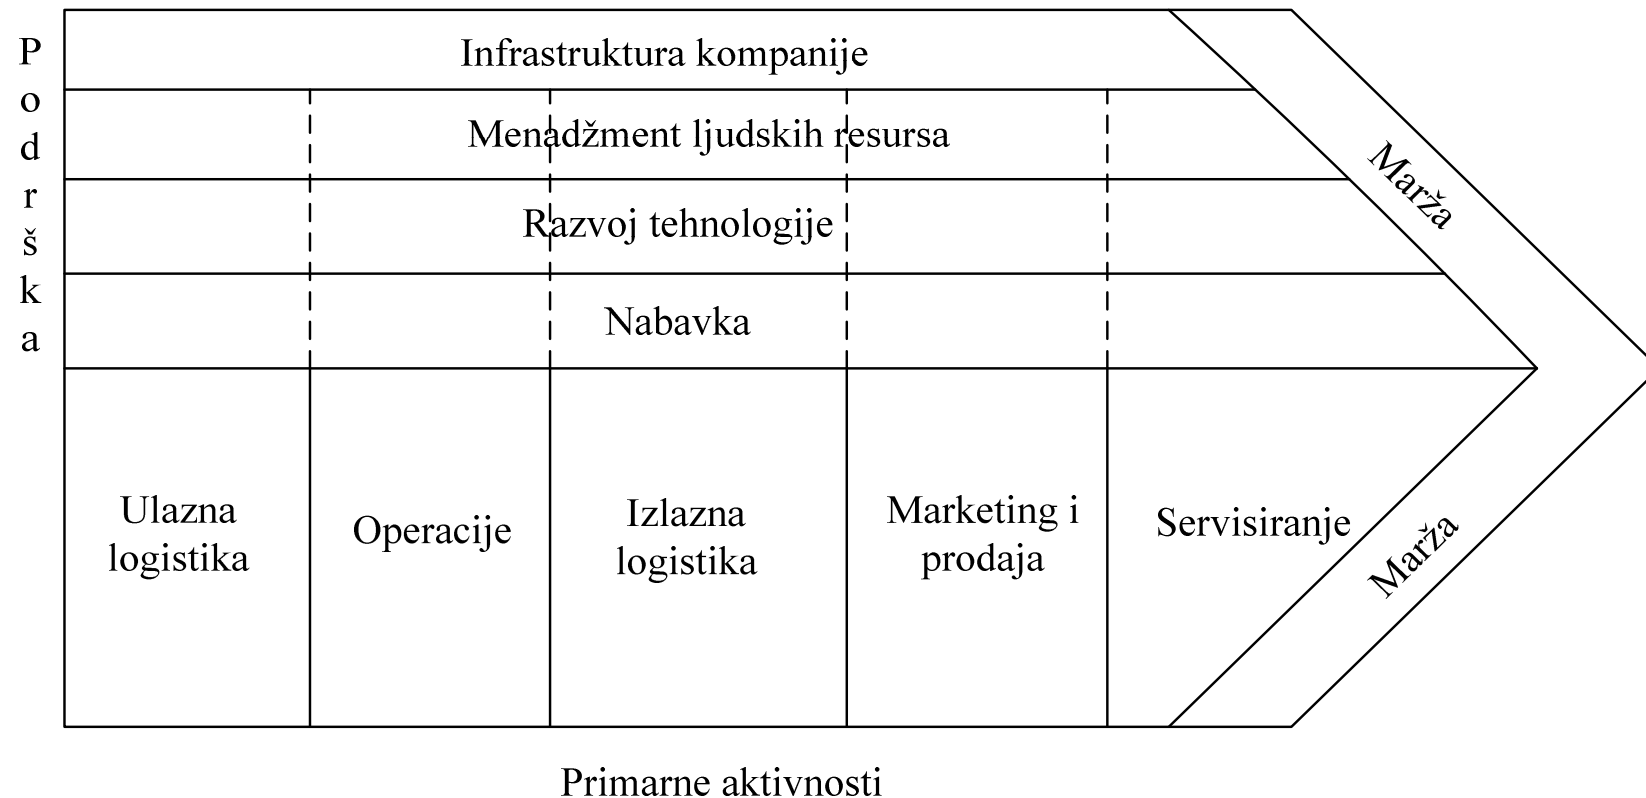 Podrška
Infrastruktura kompanije
Menadžment ljudskih resursa
Razvoj tehnologije
Nabavka
Marža
Ulazna
logistika
Operacije
Izlazna
logistika
Marketing i
prodaja
Servisiranje
Marža
Primarne aktivnosti